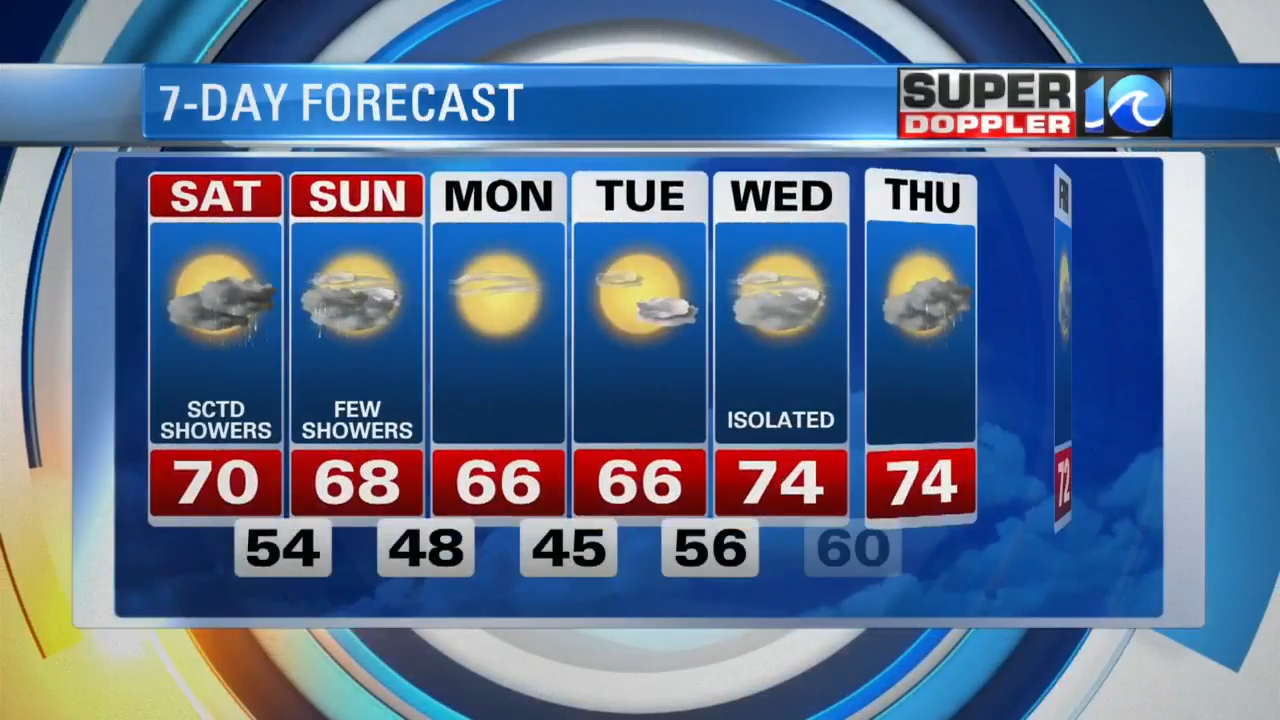 7-DAY FORECAST
SUPER
DOPPLER
10
SAT
SUN
MON
TUE
WED
THU
SCTD
SHOWERS
FEW
SHOWERS
ISOLATED
70
68
66
66
74
74
72
54
48
45
56
60